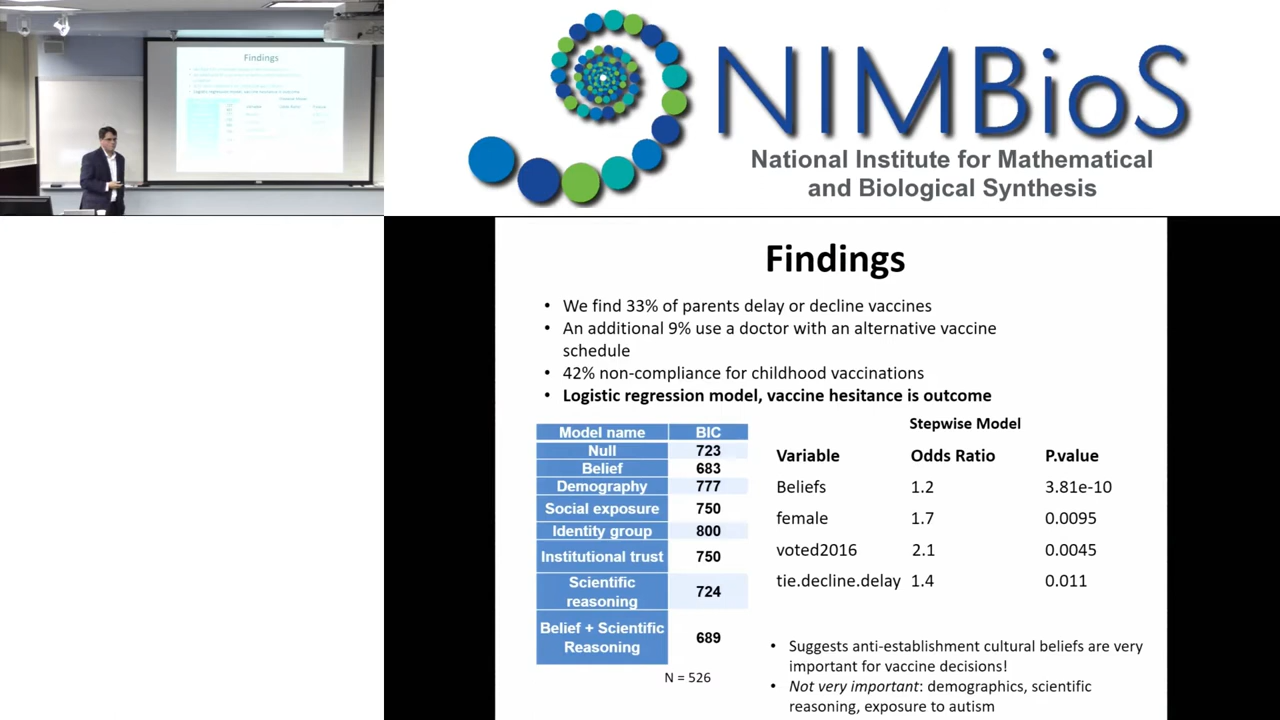 Findings
NIMBioS
National Institute for Mathematical
and Biological Synthesis
Findings
• We find 33% of parents delay or decline vaccines
• An additional 9% use a doctor with an alternative vaccine
schedule
• 42% non-compliance for childhood vaccinations
• Logistic regression model, vaccine hesitance is outcome
Model name BIC
Null 723
Belief 683
Demography 777
Social exposure 750
Identity group 800
Institutional trust 750
Scientific
reasoning 724
Belief + Scientific
Reasoning 689
N = 526
Stepwise Model
Variable Odds Ratio P.value
Beliefs 1.2 3.81e-10
female 1.7 0.0095
voted2016 2.1 0.0045
tie.decline.delay 1.4 0.011
• Suggests anti-establishment cultural beliefs are very
important for vaccine decisions!
• Not very important: demographics, scientific
reasoning, exposure to autism